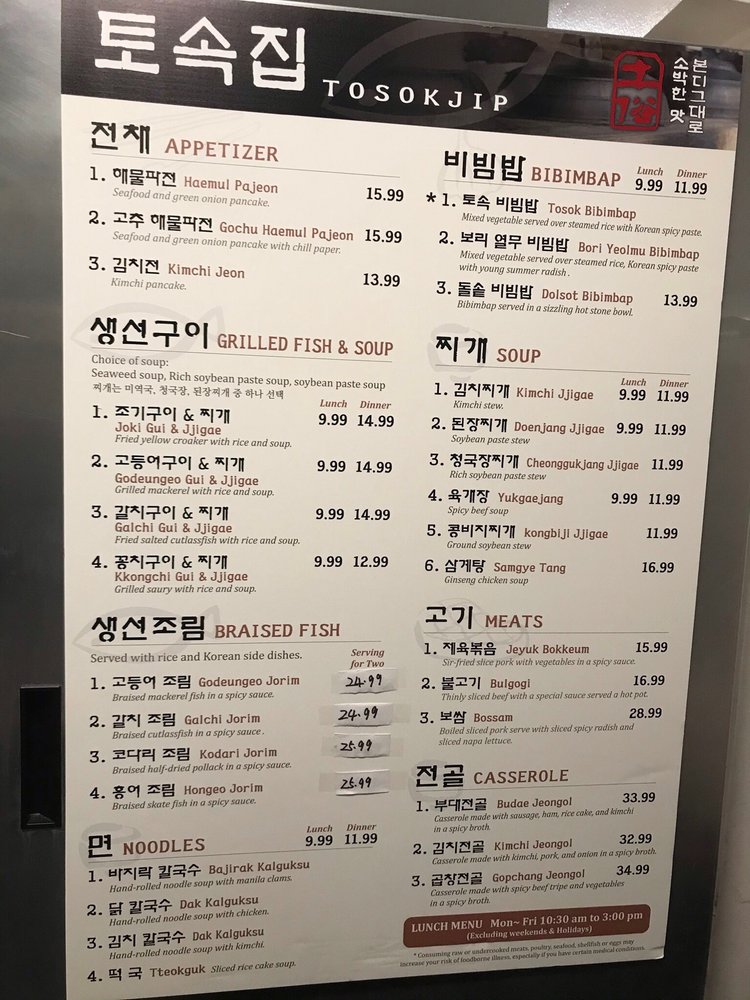 토속집 TOSOKJIP
土俗
본디그대로
소박한 맛
전채 APPETIZER
1. 해물파전 Haemul Pajeon 15.99
Seafood and green onion pancake.
2. 고추 해물파전 Gochu Haemul Pajeon 15.99
Seafood and green onion pancake with chill paper.
3. 김치전 Kimchi Jeon 13.99
Kimchi pancake.
생선구이 GRILLED FISH & SOUP
Choice of soup:
Seaweed soup, Rich soybean paste soup, soybean paste soup
찌개는 미역국, 청국장, 된장찌개 중 하나 선택
Lunch Dinner
1. 조기구이 & 찌개 9.99 14.99
Joki Gui & Jjigae
Fried yellow croaker with rice and soup.
2. 고등어구이 & 찌개 9.99 14.99
Godeungeo Gui & Jjigae
Grilled mackerel with rice and soup.
3. 갈치구이 & 찌개 9.99 14.99
Galchi Gui & Jjigae
Fried salted cutlassfish with rice and soup.
4. 꽁치구이 & 찌개 9.99 12.99
Kkongchi Gui & Jjigae
Grilled saury with rice and soup.
생선조림 BRAISED FISH
Served with rice and Korean side dishes.
Serving
for Two
1. 고등어 조림 Godeungeo Jorim 24.99
Braised mackerel fish in a spicy sauce.
2. 갈치 조림 Galchi Jorim 24.99
Braised cutlassfish in a spicy sauce .
3. 코다리 조림 Kodari Jorim 25.99
Braised half-dried pollack in a spicy sauce.
4. 홍어 조림 Hongeo Jorim 25.99
Braised skate fish in a spicy sauce.
면 NOODLES
Lunch Dinner
9.99 11.99
1. 바지락 칼국수 Bajirak Kalguksu
Hand-rolled noodle soup with manila clams.
2. 닭 칼국수 Dak Kalguksu
Hand-rolled noodle soup with chicken.
3. 김치 칼국수 Dak Kalguksu
Hand-rolled noodle soup with kimchi.
4. 떡 국 Tteokguk Sliced rice cake soup.
비빔밥 BIBIMBAP
Lunch Dinner
9.99 11.99
* 1. 토속 비빔밥 Tosok Bibimbap
Mixed vegetable served over steamed rice with Korean spicy paste.
2. 보리 열무 비빔밥 Bori Yeolmu Bibimbap
Mixed vegetable served over steamed rice, Korean spicy paste
with young summer radish .
3. 돌솥 비빔밥 Dolsot Bibimbap 13.99
Bibimbap served in a sizzling hot stone bowl.
찌개 SOUP
Lunch Dinner
1. 김치찌개 Kimchi Jjigae 9.99 11.99
Kimchi stew.
2. 된장찌개 Doenjang Jjigae 9.99 11.99
Soybean paste stew
3. 청국장찌개 Cheonggukjang Jjigae 11.99
Rich soybean paste stew
4. 육개장 Yukgaejang 9.99 11.99
Spicy beef soup
5. 콩비지찌개 kongbiji Jjigae 11.99
Ground soybean stew
6. 삼계탕 Samgye Tang 16.99
Ginseng chicken soup
고기 MEATS
1. 제육볶음 Jeyuk Bokkeum 15.99
Sir-fried slice pork with vegetables in a spicy sauce.
2. 불고기 Bulgogi 16.99
Thinly sliced beef with a special sauce served a hot pot.
3. 보쌈 Bossam 28.99
Boiled sliced pork serve with sliced spicy radish and
sliced napa lettuce.
전골 CASSEROLE
1. 부대전골 Budae Jeongol 33.99
Casserole made with sausage, ham, rice cake, and kimchi
in a spicy broth.
2. 김치전골 Kimchi Jeongol 32.99
Casserole made with kimchi, pork, and onion in a spicy broth.
3. 곱창전골 Gopchang Jeongol 34.99
Casserole made with spicy beef tripe and vegetables
in a spicy broth.
LUNCH MENU Mon~ Fri 10:30 am to 3:00 pm
(Excluding weekends & Holidays)
* Consuming raw or undercooked meats, poultry, seafood, shellfish or eggs may
increase your risk of foodborne illness, especially if you have certain medical conditions.